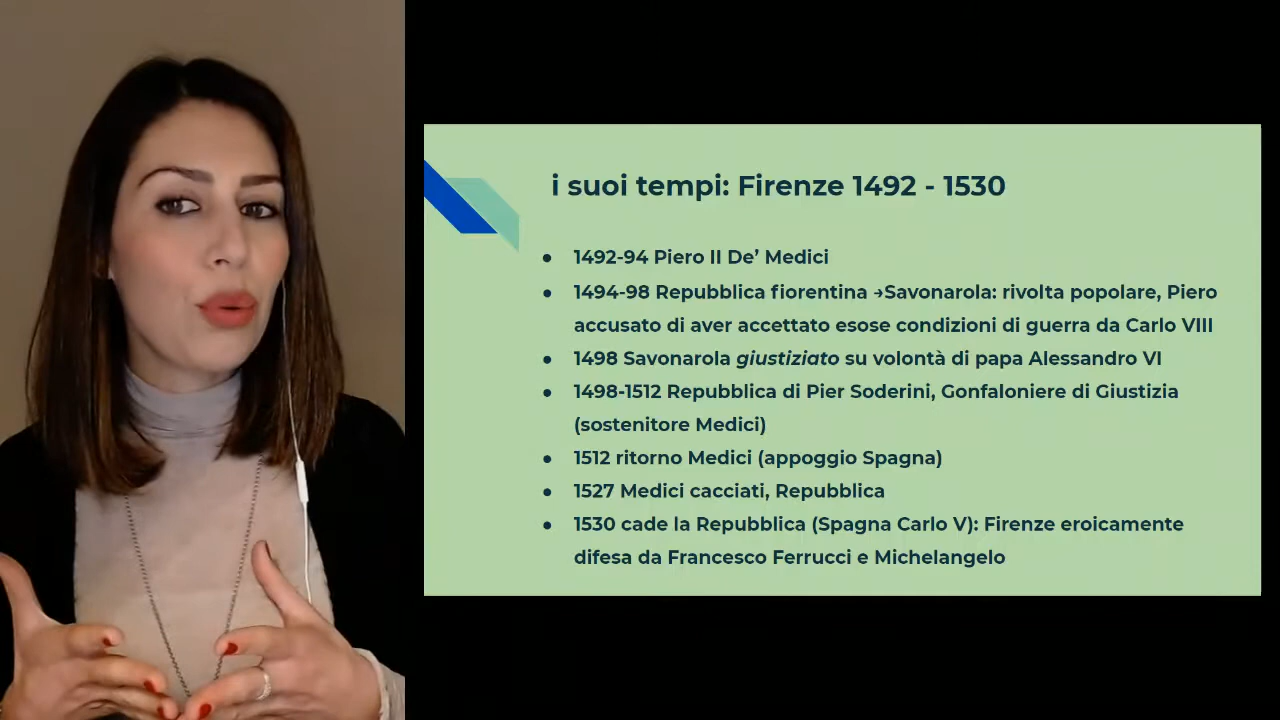 i suoi tempi: Firenze 1492 - 1530
● 1492-94 Piero II De’ Medici
● 1494-98 Repubblica fiorentina →Savonarola: rivolta popolare, Piero
accusato di aver accettato esose condizioni di guerra da Carlo VIII
● 1498 Savonarola giustiziato su volontà di papa Alessandro VI
● 1498-1512 Repubblica di Pier Soderini, Gonfaloniere di Giustizia
(sostenitore Medici)
● 1512 ritorno Medici (appoggio Spagna)
● 1527 Medici cacciati, Repubblica
● 1530 cade la Repubblica (Spagna Carlo V): Firenze eroicamente
difesa da Francesco Ferrucci e Michelangelo